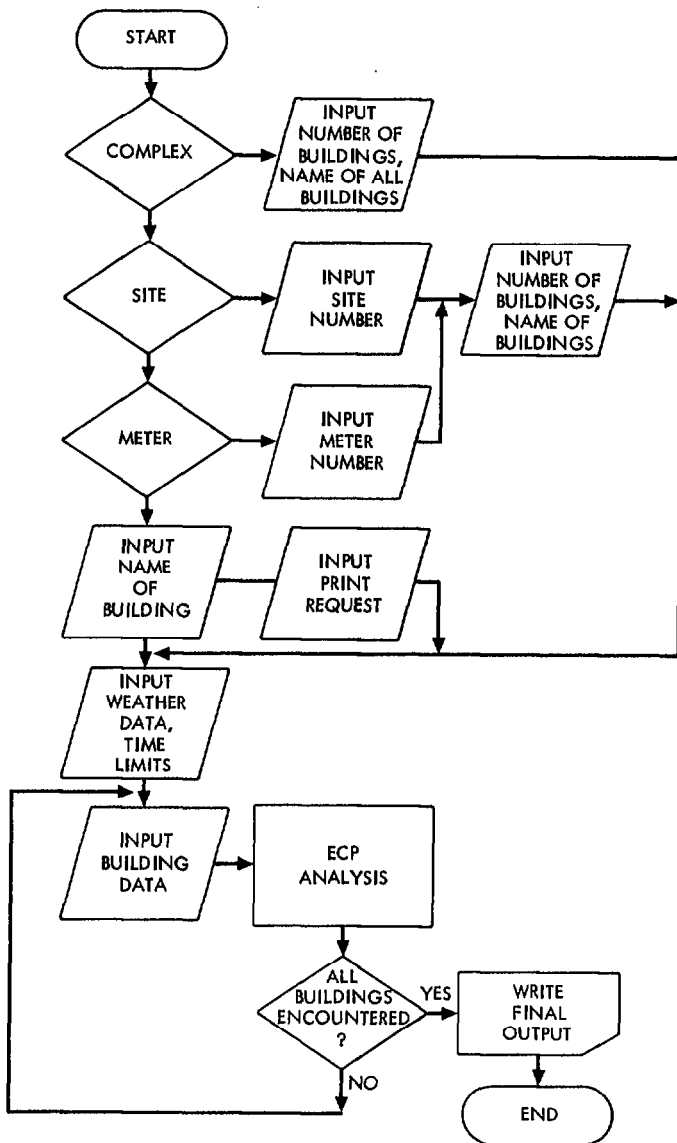 START
COMPLEX
INPUT
NUMBER OF
BUILDINGS,
NAME OF ALL
BUILDINGS
SITE
INPUT
SITE
NUMBER
INPUT
NUMBER OF
BUILDINGS,
NAME OF
BUILDINGS
METER
INPUT
METER
NUMBER
INPUT
NAME
OF
BUILDING
INPUT
PRINT
REQUEST
INPUT
WEATHER
DATA,
TIME
LIMITS
INPUT
BUILDING
DATA
ECP
ANALYSIS
ALL
BUILDINGS
ENCOUNTERED
?
YES
NO
WRITE
FINAL
OUTPUT
END